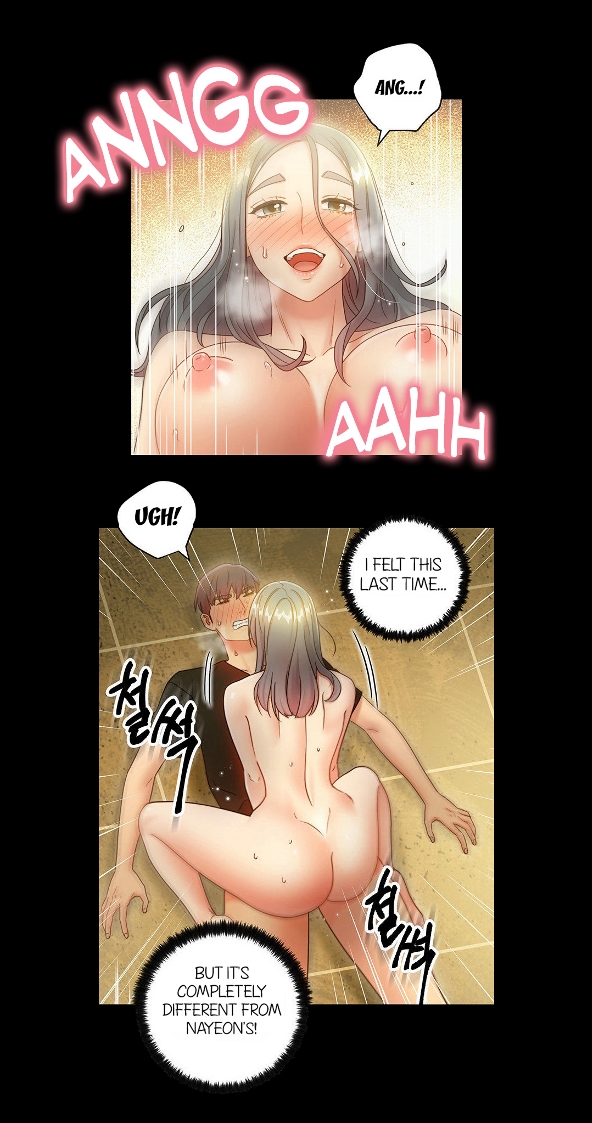 ANNGG
ANG...!
AAHH
UGH!
I FELT THIS
LAST TIME...
철썩
철썩
BUT IT'S
COMPLETELY
DIFFERENT FROM
NAYEON'S!